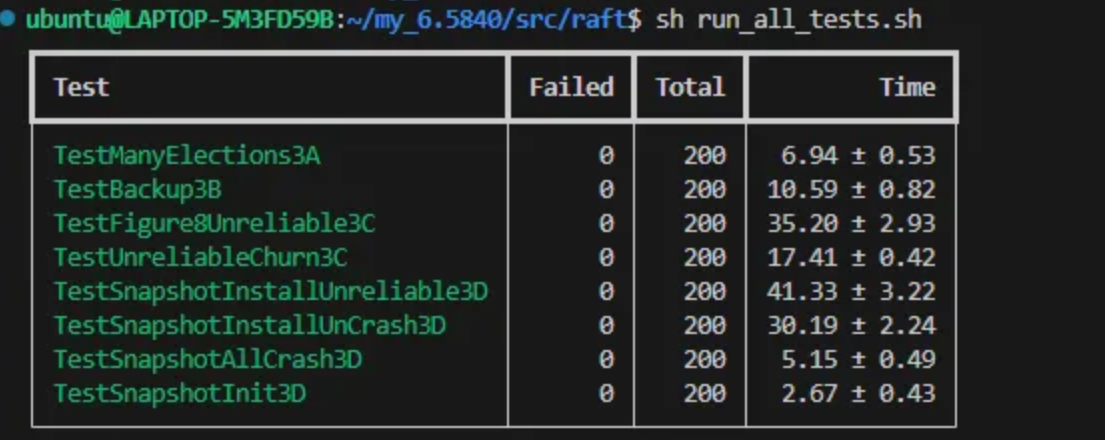 ubuntu@LAPTOP-5M3FD59B:~/my_6.5840/src/raft$ sh run_all_tests.sh
Test Failed Total Time
TestManyElections3A 0 200 6.94 ± 0.53
TestBackup3B 0 200 10.59 ± 0.82
TestFigure8Unreliable3C 0 200 35.20 ± 2.93
TestUnreliableChurn3C 0 200 17.41 ± 0.42
TestSnapshotInstallUnreliable3D 0 200 41.33 ± 3.22
TestSnapshotInstallUnCrash3D 0 200 30.19 ± 2.24
TestSnapshotAllCrash3D 0 200 5.15 ± 0.49
TestSnapshotInit3D 0 200 2.67 ± 0.43